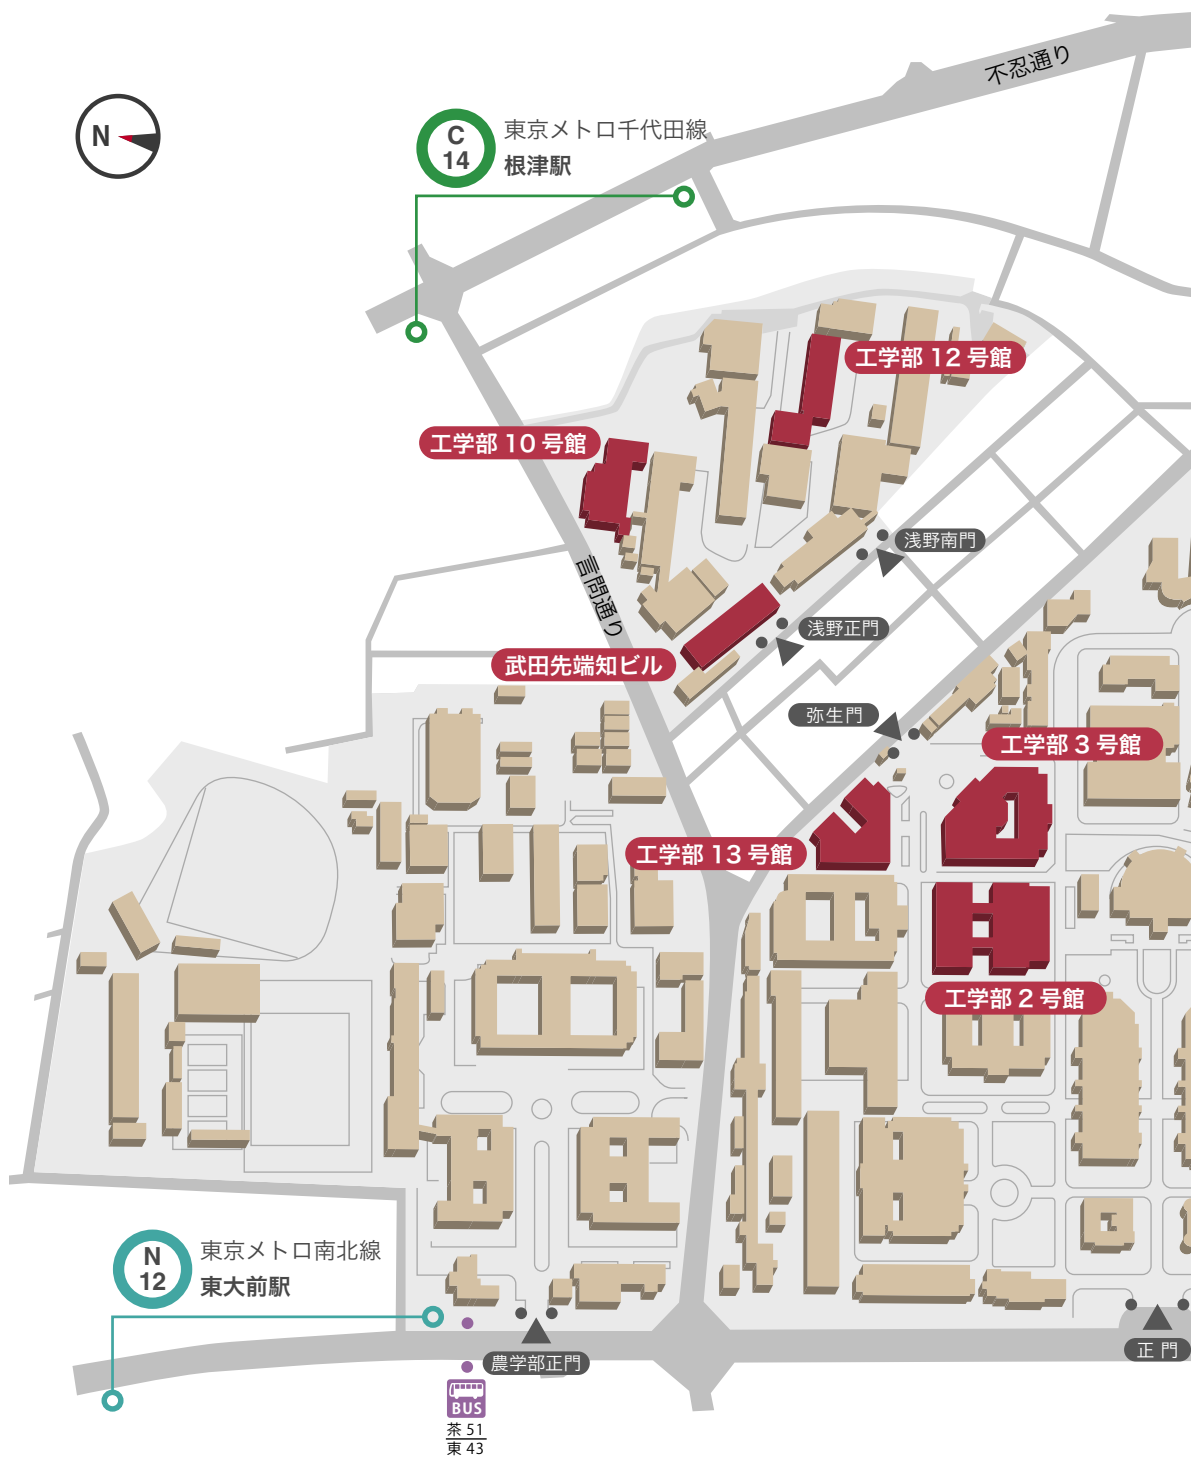 不忍通り
N
C
14
東京メトロ千代田線
根津駅
工学部 12 号館
工学部 10 号館
浅野南門
言問通り
浅野正門
武田先端知ビル
弥生門
工学部 3 号館
工学部 13 号館
工学部 2 号館
N
12
東京メトロ南北線
東大前駅
農学部正門
正 門
BUS
茶 51
東 43